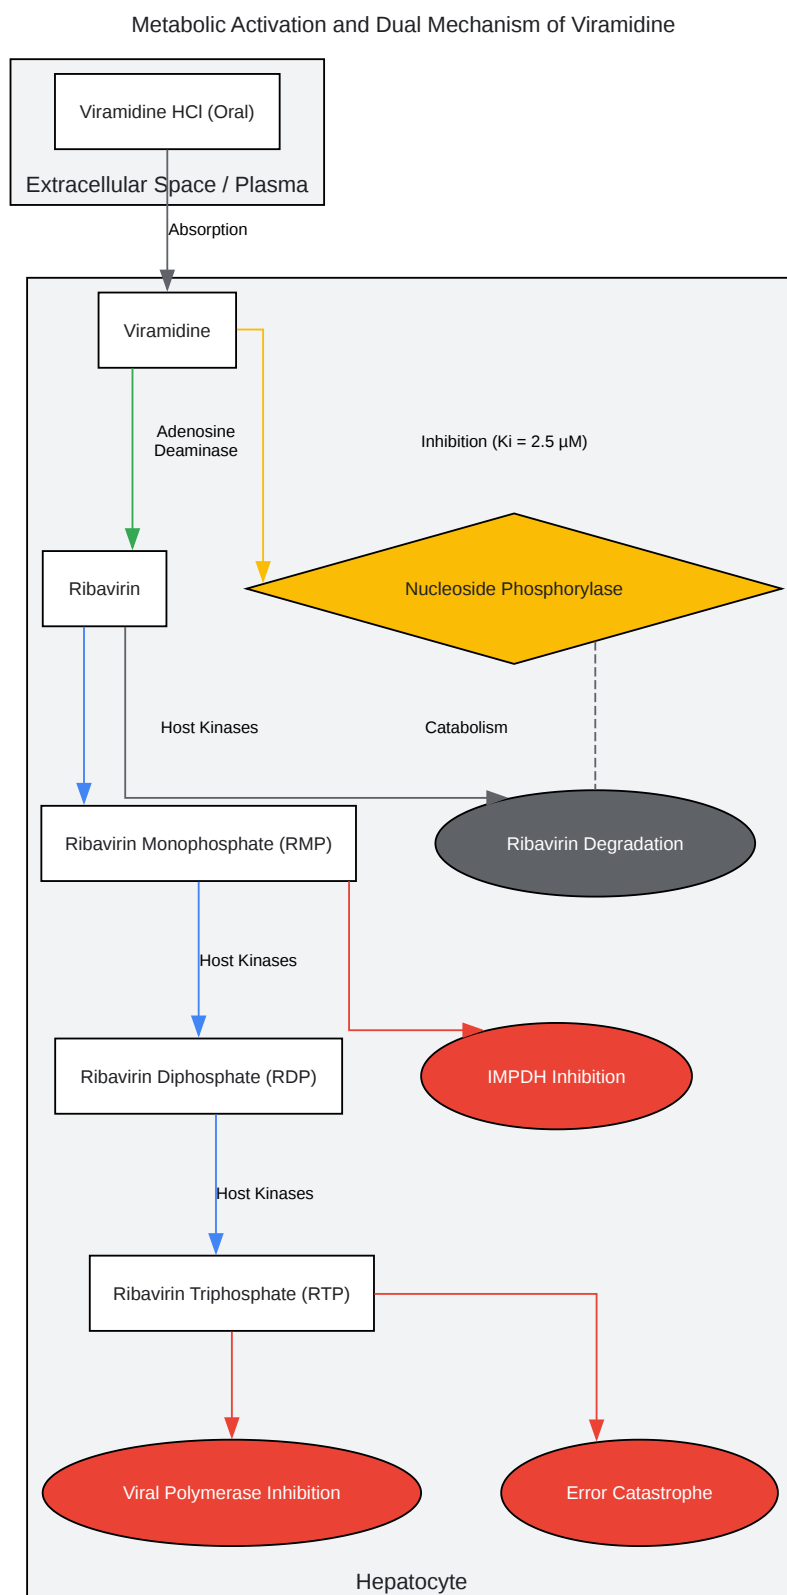 Metabolic Activation and Dual Mechanism of Viramidine
Viramidine HCl (Oral)
Extracellular Space / Plasma
Absorption
Viramidine
Adenosine
Deaminase
Inhibition (Ki = 2.5 µM)
Ribavirin
Nucleoside Phosphorylase
Host Kinases
Catabolism
Ribavirin Monophosphate (RMP)
Ribavirin Degradation
Host Kinases
Ribavirin Diphosphate (RDP)
IMPDH Inhibition
Host Kinases
Ribavirin Triphosphate (RTP)
Viral Polymerase Inhibition
Error Catastrophe
Hepatocyte